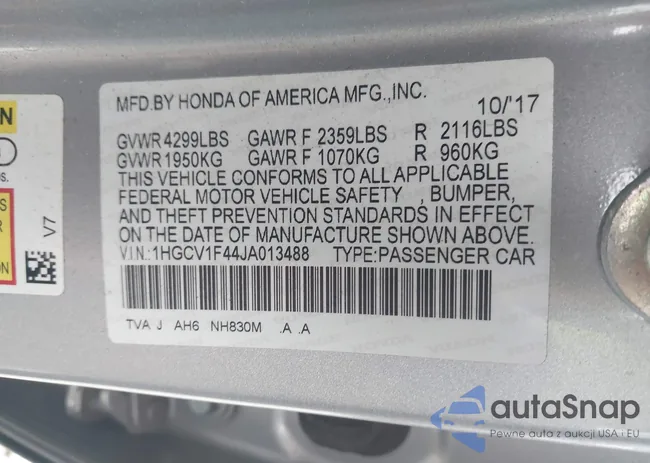 MFD.BY HONDA OF AMERICA MFG.,INC.
10/'17
GVWR 4299LBS GAWR F 2359LBS R 2116LBS
GVWR 1950KG GAWR F 1070KG R 960KG
THIS VEHICLE CONFORMS TO ALL APPLICABLE
FEDERAL MOTOR VEHICLE SAFETY , BUMPER,
AND THEFT PREVENTION STANDARDS IN EFFECT
ON THE DATE OF MANUFACTURE SHOWN ABOVE.
V.I.N.:1HGCV1F44JA013488 TYPE:PASSENGER CAR
TVA J AH6 NH830M .A .A
V7
autaSnap
Pewne auta z aukcji USA i EU